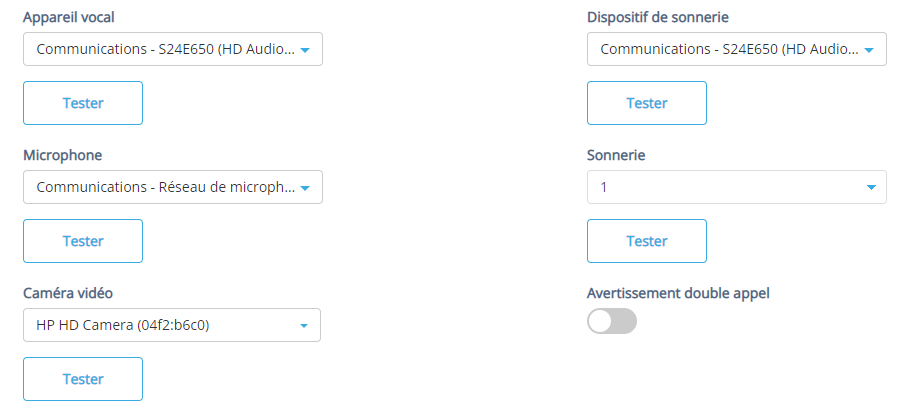 Appareil vocal
Communications - S24E650 (HD Audio...
Tester
Microphone
Communications - Réseau de microph...
Tester
Caméra vidéo
HP HD Camera (04f2:b6c0)
Tester
Dispositif de sonnerie
Communications - S24E650 (HD Audio...
Tester
Sonnerie
1
Tester
Avertissement double appel